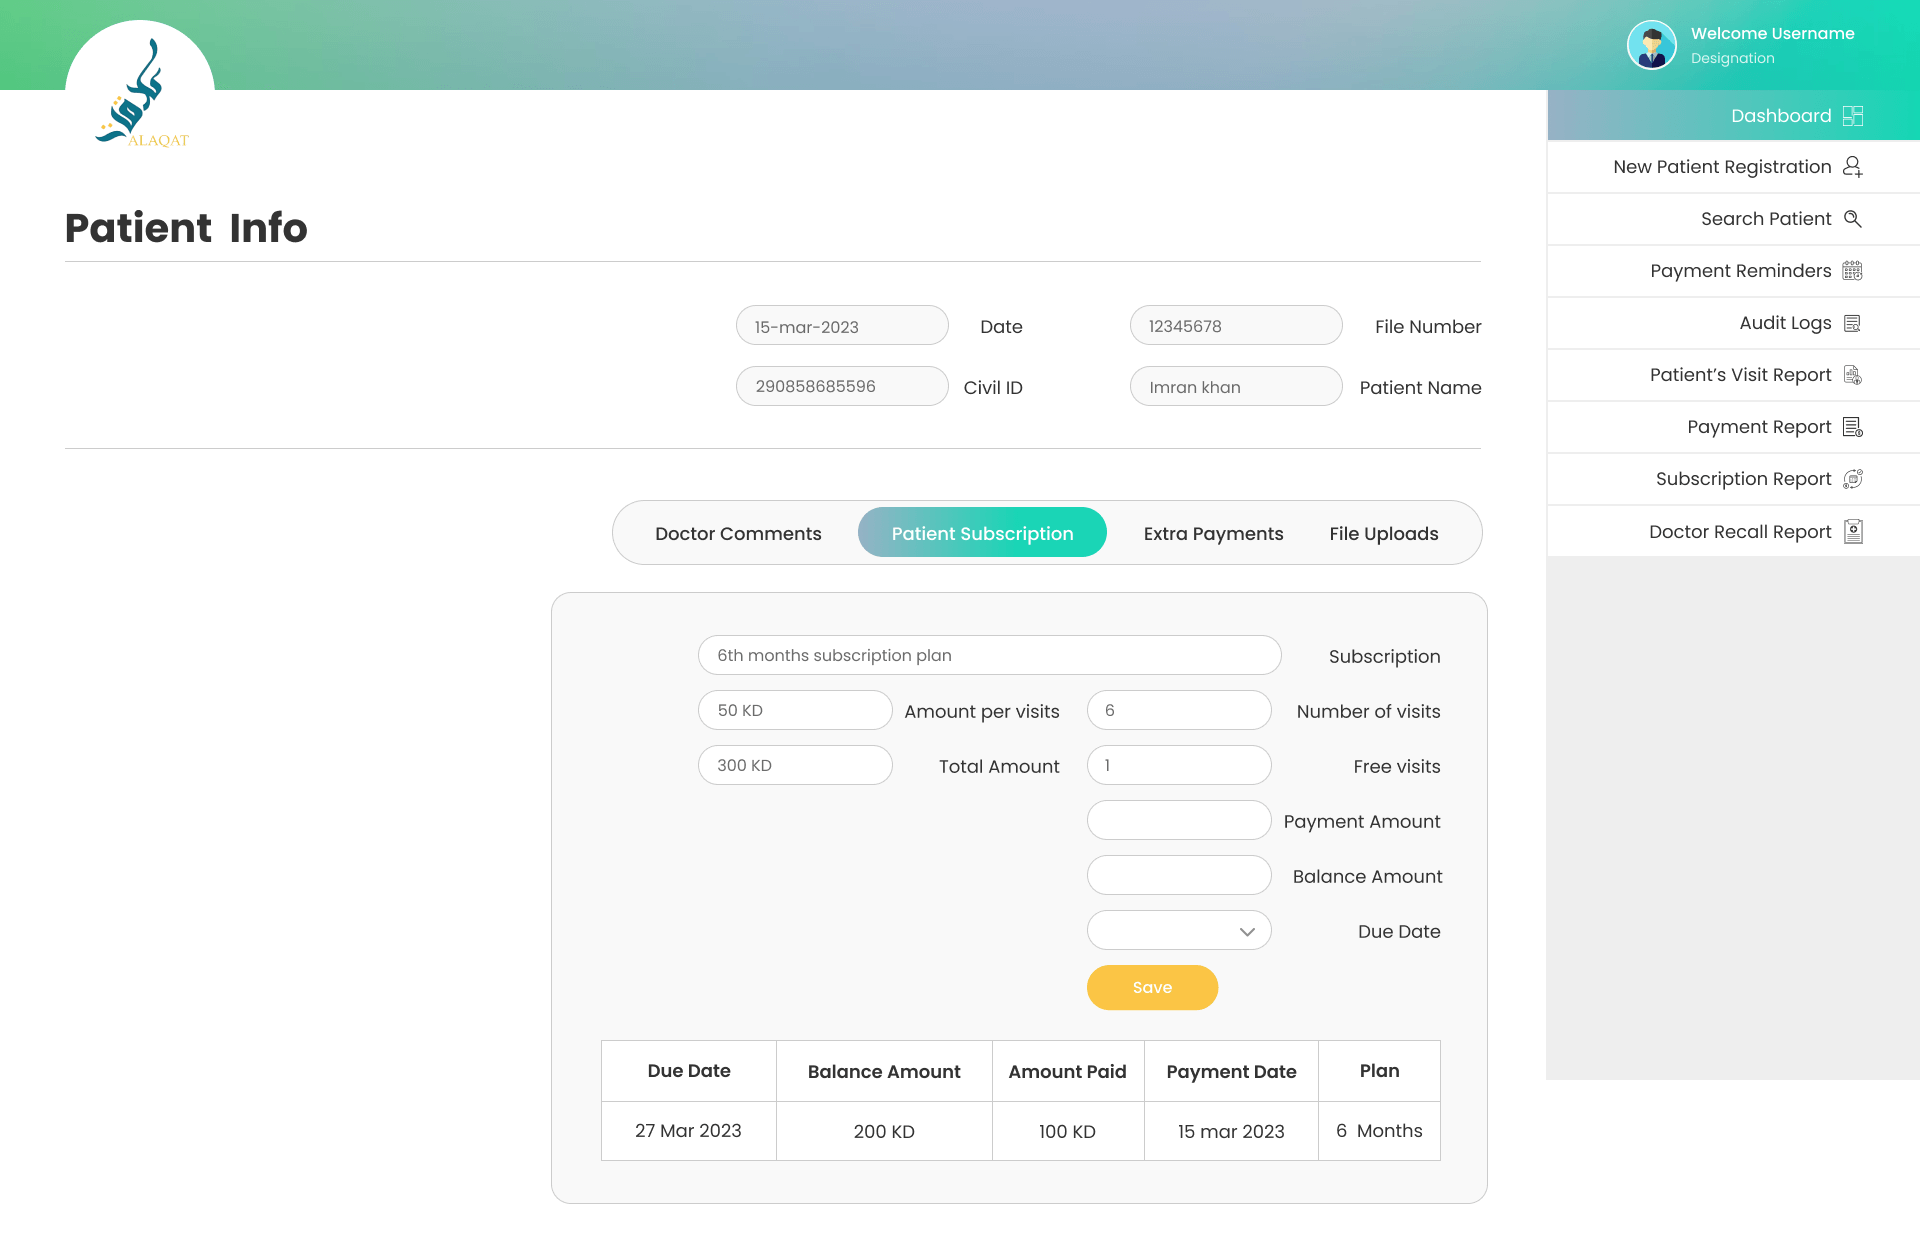 Welcome Username
Designation
ALAQAT
Dashboard
New Patient Registration
Search Patient
Payment Reminders
Audit Logs
Patient’s Visit Report
Payment Report
Subscription Report
Doctor Recall Report
Patient Info
15-mar-2023 Date 12345678 File Number
290858685596 Civil ID Imran khan Patient Name
Doctor Comments Patient Subscription Extra Payments File Uploads
6th months subscription plan Subscription
50 KD Amount per visits 6 Number of visits
300 KD Total Amount 1 Free visits
Payment Amount
Balance Amount
Due Date
Save
Due Date Balance Amount Amount Paid Payment Date Plan
27 Mar 2023 200 KD 100 KD 15 mar 2023 6 Months